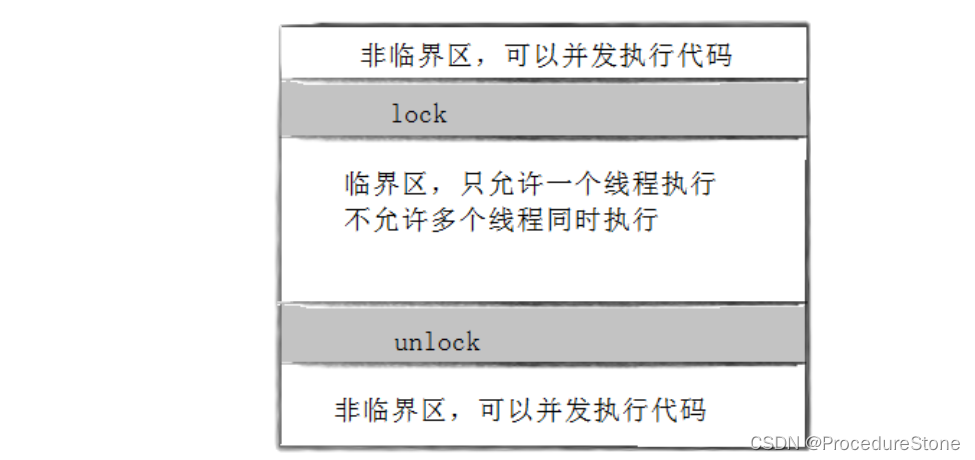 非临界区，可以并发执行代码
lock
临界区，只允许一个线程执行
不允许多个线程同时执行
unlock
非临界区，可以并发执行代码
CSDN @ProcedureStone